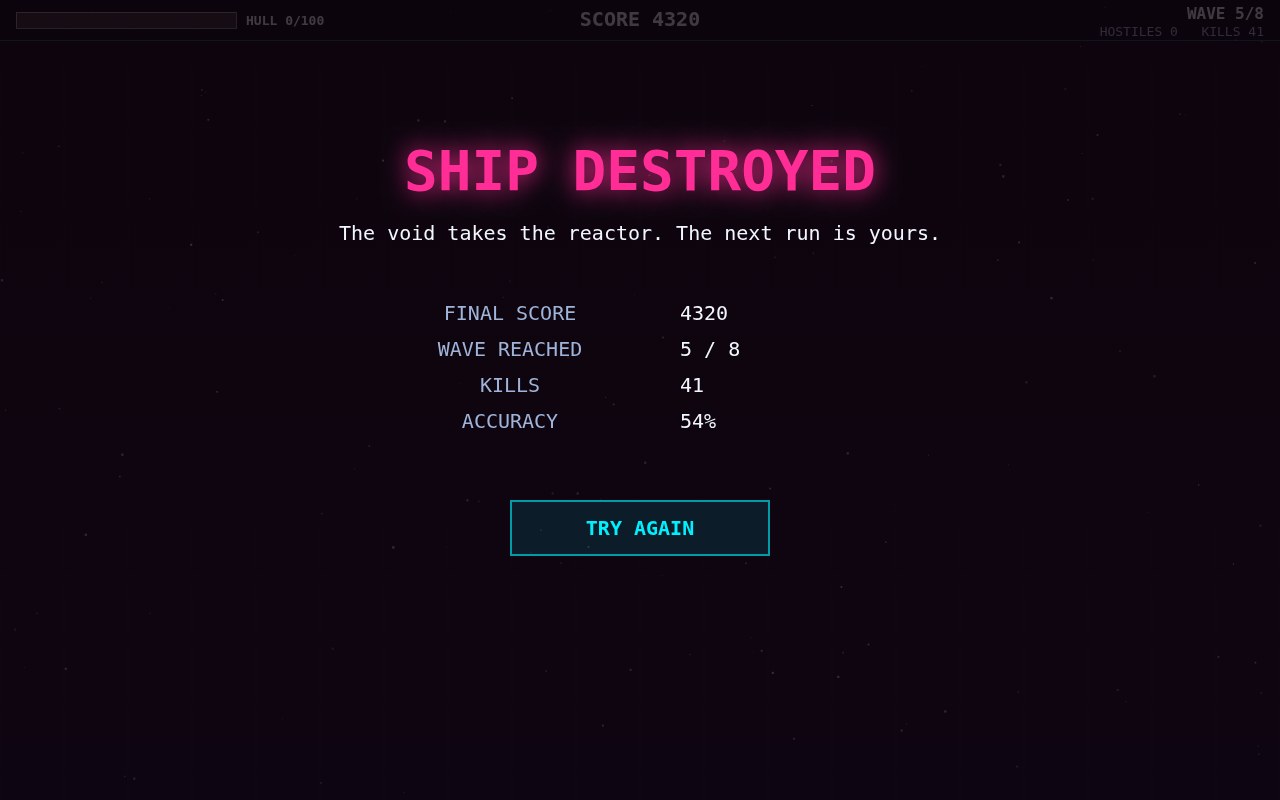 HULL 0/100
SCORE 4320
WAVE 5/8
HOSTILES 0 KILLS 41
SHIP DESTROYED
The void takes the reactor. The next run is yours.
FINAL SCORE 4320
WAVE REACHED 5 / 8
KILLS 41
ACCURACY 54%
TRY AGAIN